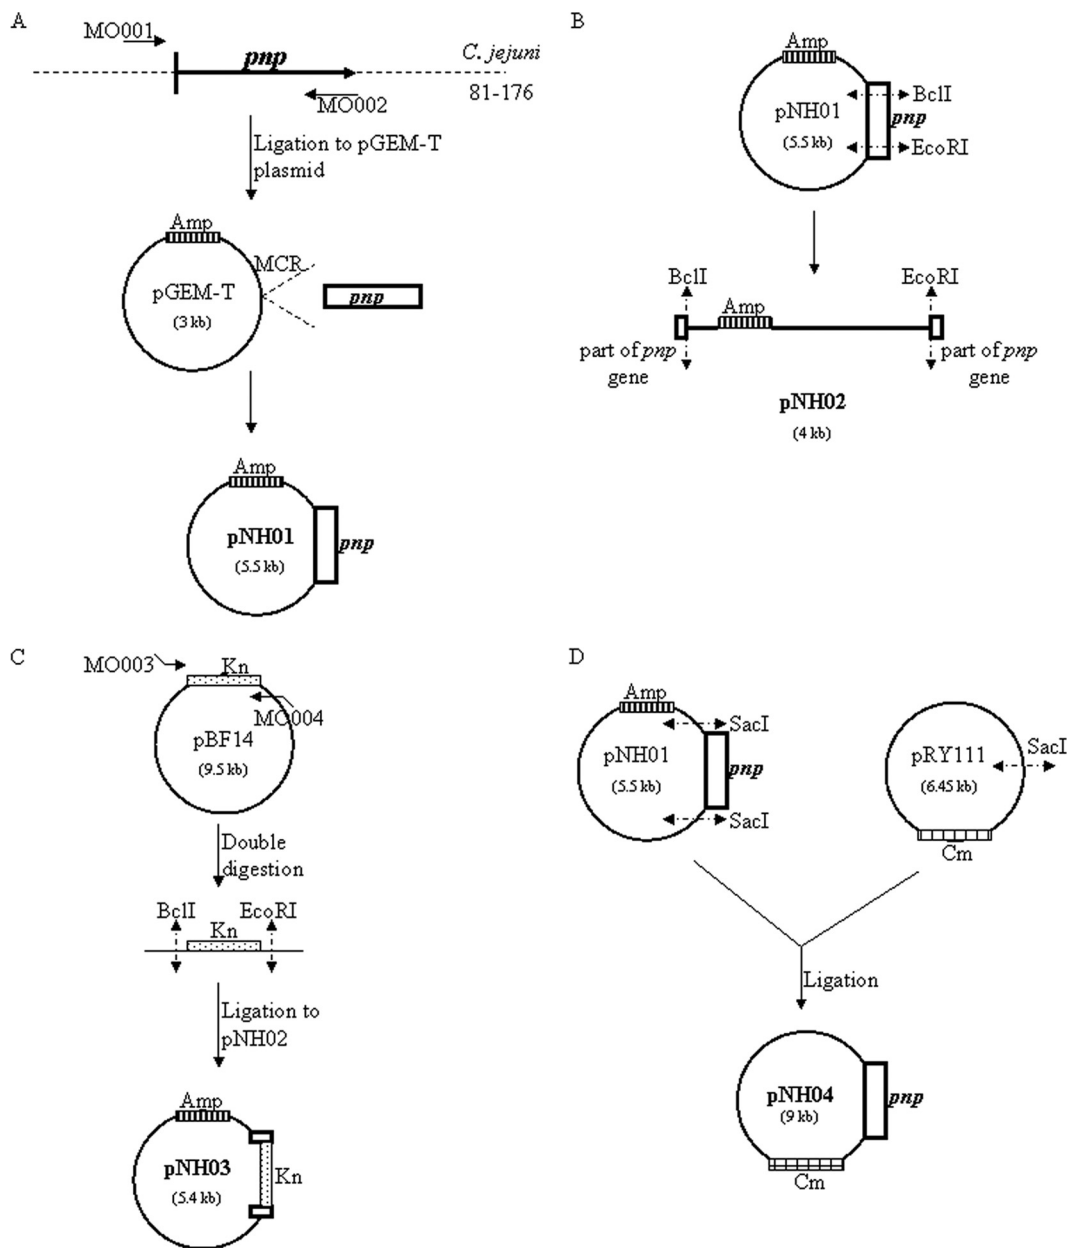 A
MO001
pnp
C. jejuni
81-176
MO002
Ligation to pGEM-T
plasmid
Amp
MCR
pGEM-T
(3 kb)
pnp
Amp
pNH01
(5.5 kb)
pnp
B
Amp
pNH01
(5.5 kb)
BclI
pnp
EcoRI
BclI
EcoRI
Amp
part of pnp
gene
part of pnp
gene
pNH02
(4 kb)
C
MO003
Kn
MO004
pBF14
(9.5 kb)
Double
digestion
BclI
EcoRI
Kn
Ligation to
pNH02
Amp
pNH03
(5.4 kb)
Kn
D
Amp
SacI
pNH01
(5.5 kb)
pnp
SacI
pRY111
(6.45 kb)
SacI
Cm
Ligation
pNH04
(9 kb)
pnp
Cm